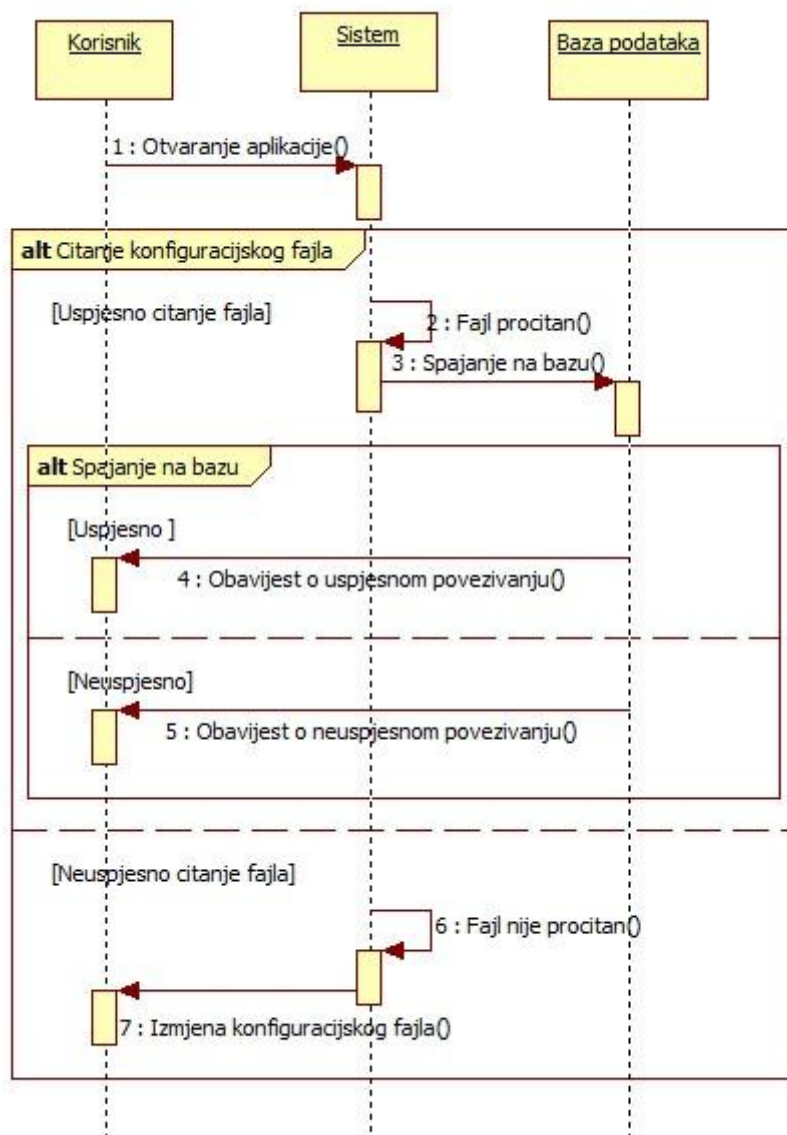 Korisnik
Sistem
Baza podataka
1 : Otvaranje aplikacije()
alt Citanje konfiguracijskog fajla
[Uspjesno citanje fajla]
2 : Fajl procitan()
3 : Spajanje na bazu()
alt Spajanje na bazu
[Uspjesno ]
4 : Obavijest o uspjesnom povezivanju()
[Neuspjesno]
5 : Obavijest o neuspjesnom povezivanju()
[Neuspjesno citanje fajla]
6 : Fajl nije procitan()
7 : Izmjena konfiguracijskog fajla()